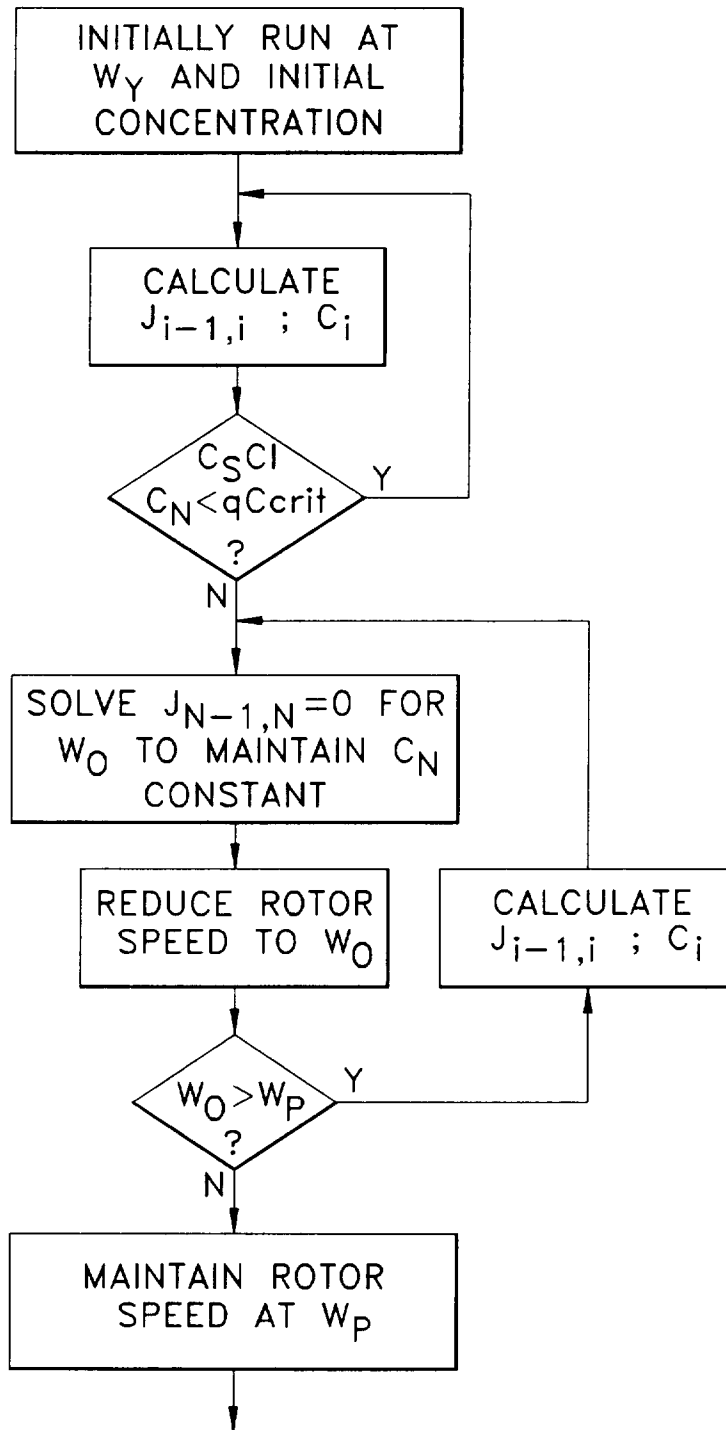 INITIALLY RUN AT
WY AND INITIAL
CONCENTRATION
CALCULATE
Ji-1,i ; Ci
CSCI
CN<qCcrit
?
Y
N
SOLVE JN-1,N=0 FOR
WO TO MAINTAIN CN
CONSTANT
REDUCE ROTOR
SPEED TO WO
CALCULATE
Ji-1,i ; Ci
WO>WP
?
Y
N
MAINTAIN ROTOR
SPEED AT WP